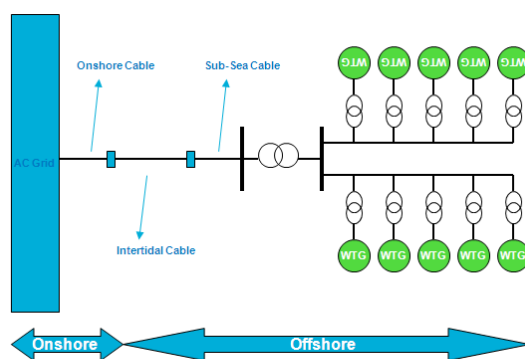 Onshore Cable
Sub-Sea Cable
WTG WTG WTG WTG WTG
AC Grid
Intertidal Cable
WTG WTG WTG WTG WTG
Onshore
Offshore